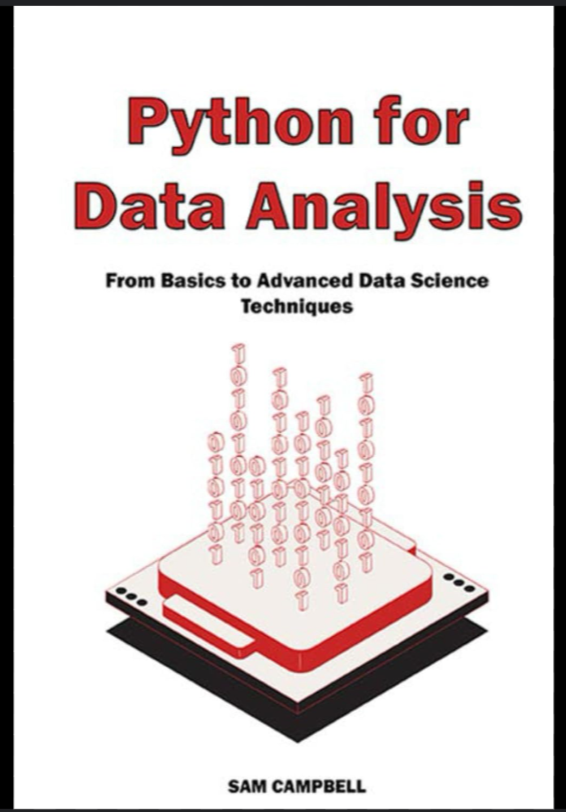 Python for
Data Analysis
From Basics to Advanced Data Science
Techniques
SAM CAMPBELL